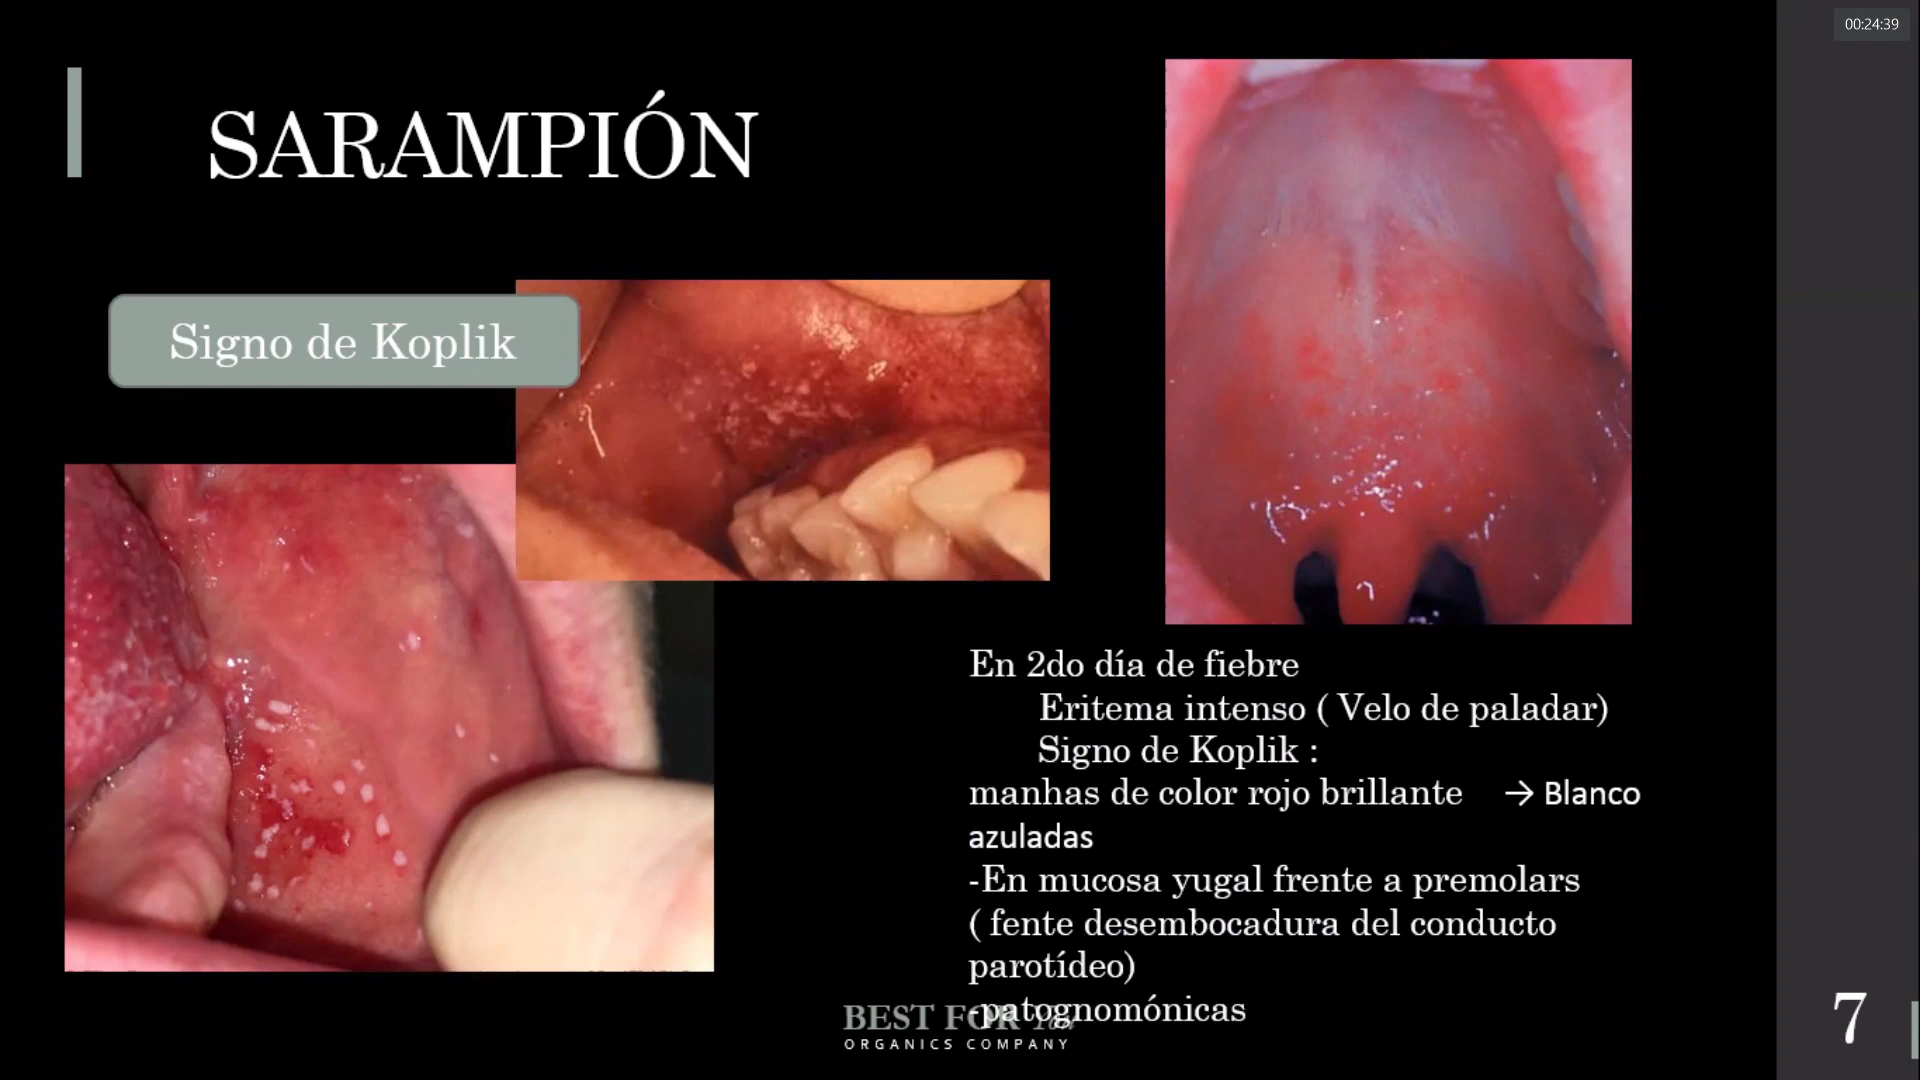 00:24:39
SARAMPIÓN
Signo de Koplik
En 2do día de fiebre
Eritema intenso ( Velo de paladar)
Signo de Koplik :
manhas de color rojo brillante → Blanco
azuladas
-En mucosa yugal frente a premolars
( fente desembocadura del conducto
parotídeo)
-patognomónicas
BEST FOR You
ORGANICS COMPANY
7